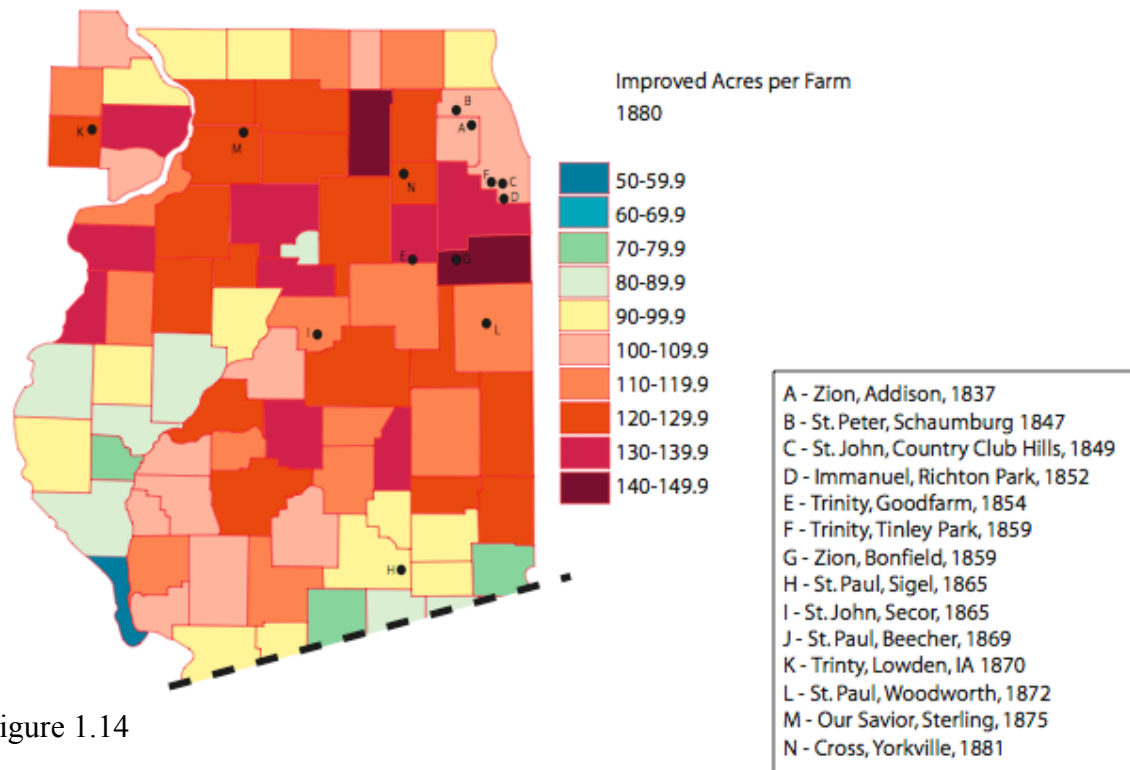 Improved Acres per Farm
1880
50-59.9
60-69.9
70-79.9
80-89.9
90-99.9
100-109.9
110-119.9
120-129.9
130-139.9
140-149.9
B
A
K
M
N
F
C
D
E
G
L
I
H
A - Zion, Addison, 1837
B - St. Peter, Schaumburg 1847
C - St. John, Country Club Hills, 1849
D - Immanuel, Richton Park, 1852
E - Trinity, Goodfarm, 1854
F - Trinity, Tinley Park, 1859
G - Zion, Bonfield, 1859
H - St. Paul, Sigel, 1865
I - St. John, Secor, 1865
J - St. Paul, Beecher, 1869
K - Trinty, Lowden, IA 1870
L - St. Paul, Woodworth, 1872
M - Our Savior, Sterling, 1875
N - Cross, Yorkville, 1881
igure 1.14